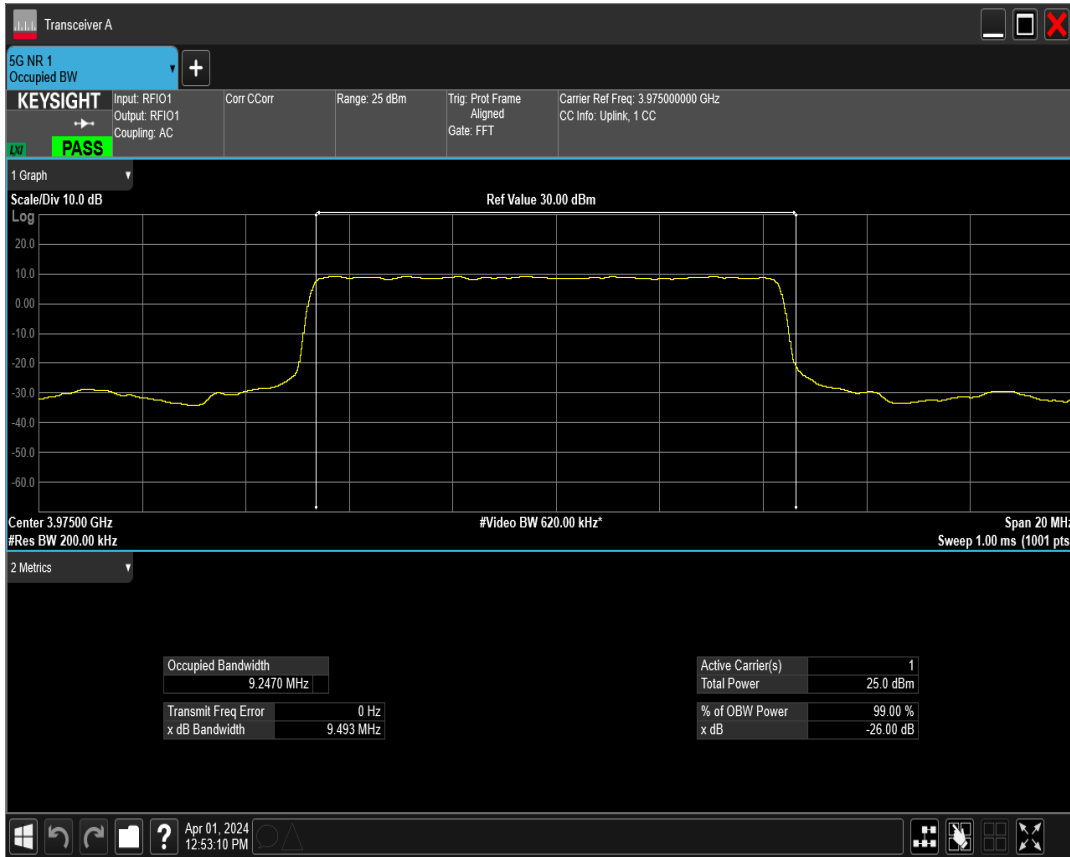 Transceiver A
5G NR 1
Occupied BW
+
KEYSIGHT
LXI
PASS
Input: RFIO1
Output: RFIO1
Coupling: AC
Corr CCorr
Range: 25 dBm
Trig: Prot Frame
Aligned
Gate: FFT
Carrier Ref Freq: 3.975000000 GHz
CC Info: Uplink, 1 CC
1 Graph
Scale/Div 10.0 dB
Ref Value 30.00 dBm
Log
20.0
10.0
0.00
-10.0
-20.0
-30.0
-40.0
-50.0
-60.0
Center 3.97500 GHz
#Video BW 620.00 kHz*
Span 20 MHz
#Res BW 200.00 kHz
Sweep 1.00 ms (1001 pts
2 Metrics
Occupied Bandwidth
9.2470 MHz
Transmit Freq Error 0 Hz
x dB Bandwidth 9.493 MHz
Active Carrier(s) 1
Total Power 25.0 dBm
% of OBW Power 99.00 %
x dB -26.00 dB
?
Apr 01, 2024
12:53:10 PM